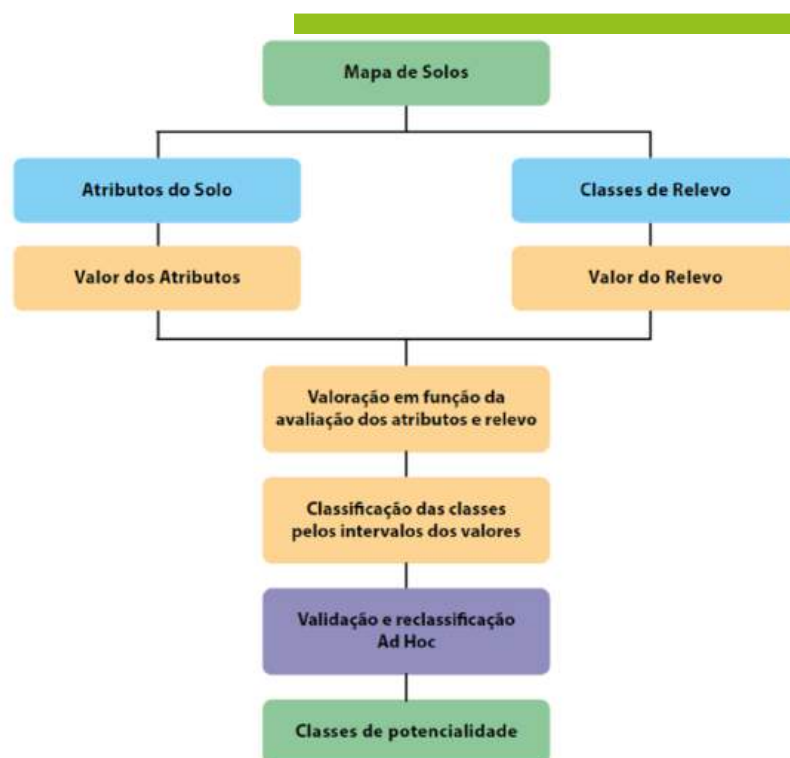 Mapa de Solos
Atributos do Solo
Classes de Relevo
Valor dos Atributos
Valor do Relevo
Valoração em função da
avaliação dos atributos e relevo
Classificação das classes
pelos intervalos dos valores
Validação e reclassificação
Ad Hoc
Classes de potencialidade